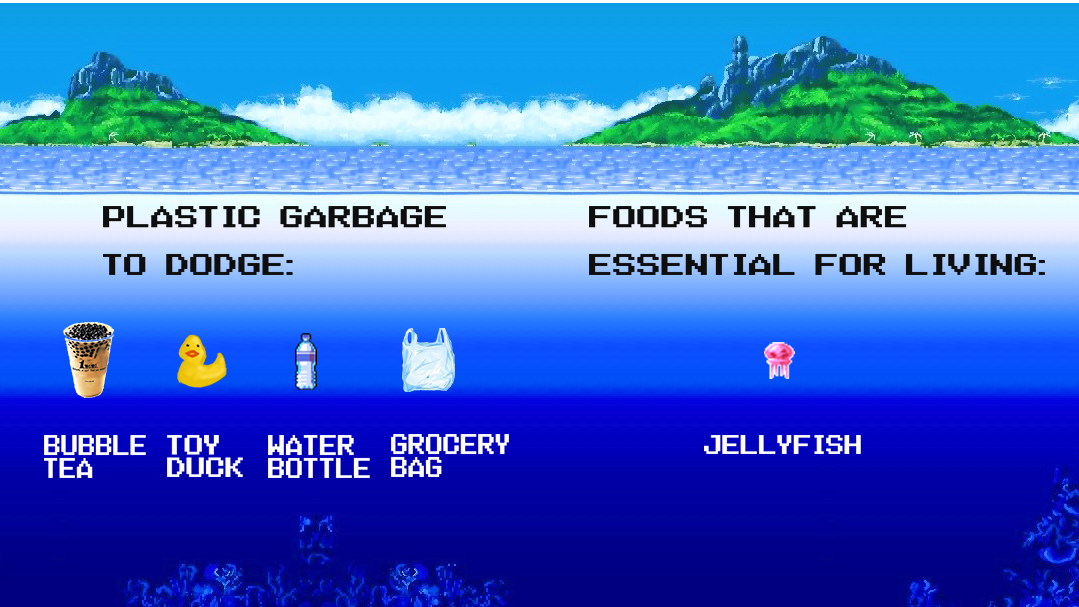 PLASTIC GARBAGE
TO DODGE:
FOODS THAT ARE
ESSENTIAL FOR LIVING:
BUBBLE
TEA
TOY
DUCK
WATER
BOTTLE
GROCERY
BAG
JELLYFISH